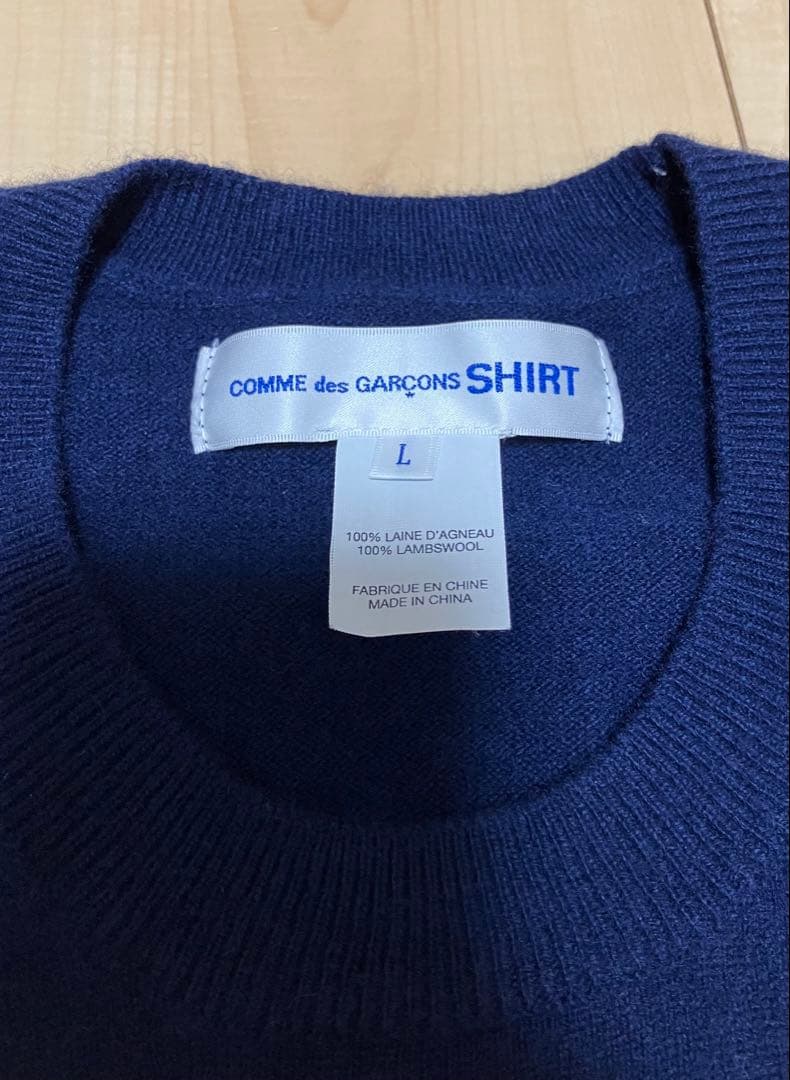 COMME des GARÇONS SHIRT
L
100% LAINE D'AGNEAU
100% LAMBSWOOL
FABRIQUE EN CHINE
MADE IN CHINA